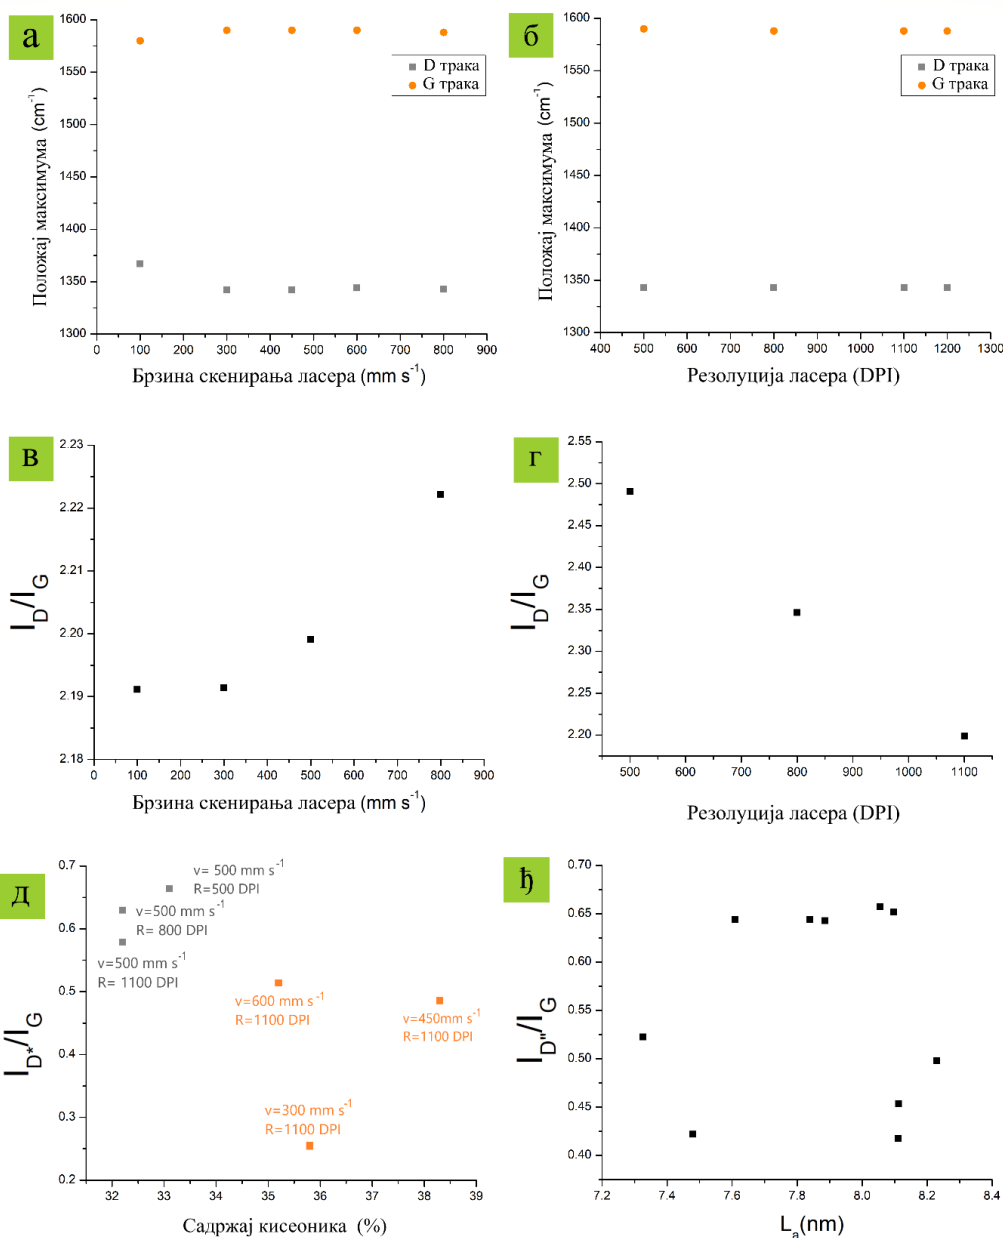 а
1600
1550
1500
1450
1400
1350
1300
0 100 200 300 400 500 600 700 800 900
D трака
G трака
Положај максимума (cm-1)
Брзина скенирања ласера (mm s-1)
б
1600
1550
1500
1450
1400
1350
1300
400 500 600 700 800 900 1000 1100 1200 1300
D трака
G трака
Положај максимума (cm-1)
Резолуција ласера (DPI)
в
2.23
2.22
2.21
2.20
2.19
2.18
0 100 200 300 400 500 600 700 800 900
ID/IG
Брзина скенирања ласера (mm s-1)
г
2.55
2.50
2.45
2.40
2.35
2.30
2.25
2.20
500 600 700 800 900 1000 1100
ID/IG
Резолуција ласера (DPI)
д
0.7
0.6
0.5
0.4
0.3
0.2
32 33 34 35 36 37 38 39
v= 500 mm s-1
R=500 DPI
v=500 mm s-1
R= 800 DPI
v=500 mm s-1
R= 1100 DPI
v=600 mm s-1
R=1100 DPI
v=450mm s-1
R=1100 DPI
v=300 mm s-1
R=1100 DPI
ID*/IG
Садржај кисеоника (%)
ђ
0.70
0.65
0.60
0.55
0.50
0.45
0.40
7.2 7.4 7.6 7.8 8.0 8.2 8.4
ID"/IG
La(nm)